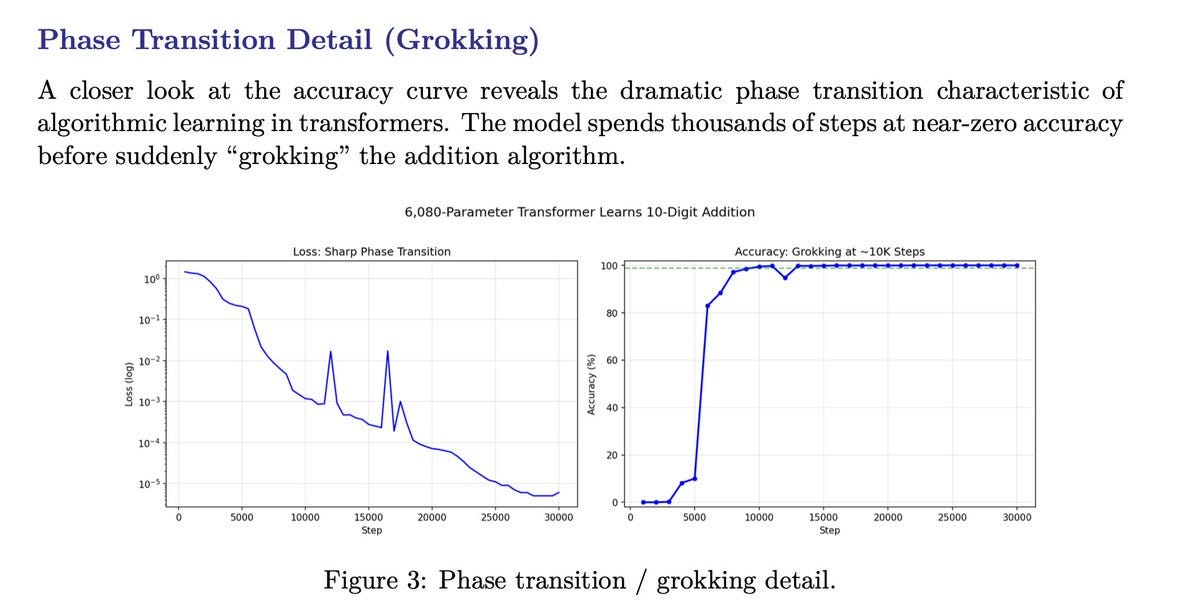 Phase Transition Detail (Grokking)
A closer look at the accuracy curve reveals the dramatic phase transition characteristic of
algorithmic learning in transformers. The model spends thousands of steps at near-zero accuracy
before suddenly “grokking” the addition algorithm.
6,080-Parameter Transformer Learns 10-Digit Addition
Loss: Sharp Phase Transition
Loss (log)
10⁰
10⁻¹
10⁻²
10⁻³
10⁻⁴
10⁻⁵
0 5000 10000 15000 20000 25000 30000
Step
Accuracy: Grokking at ~10K Steps
Accuracy (%)
100
80
60
40
20
0
0 5000 10000 15000 20000 25000 30000
Step
Figure 3: Phase transition / grokking detail.